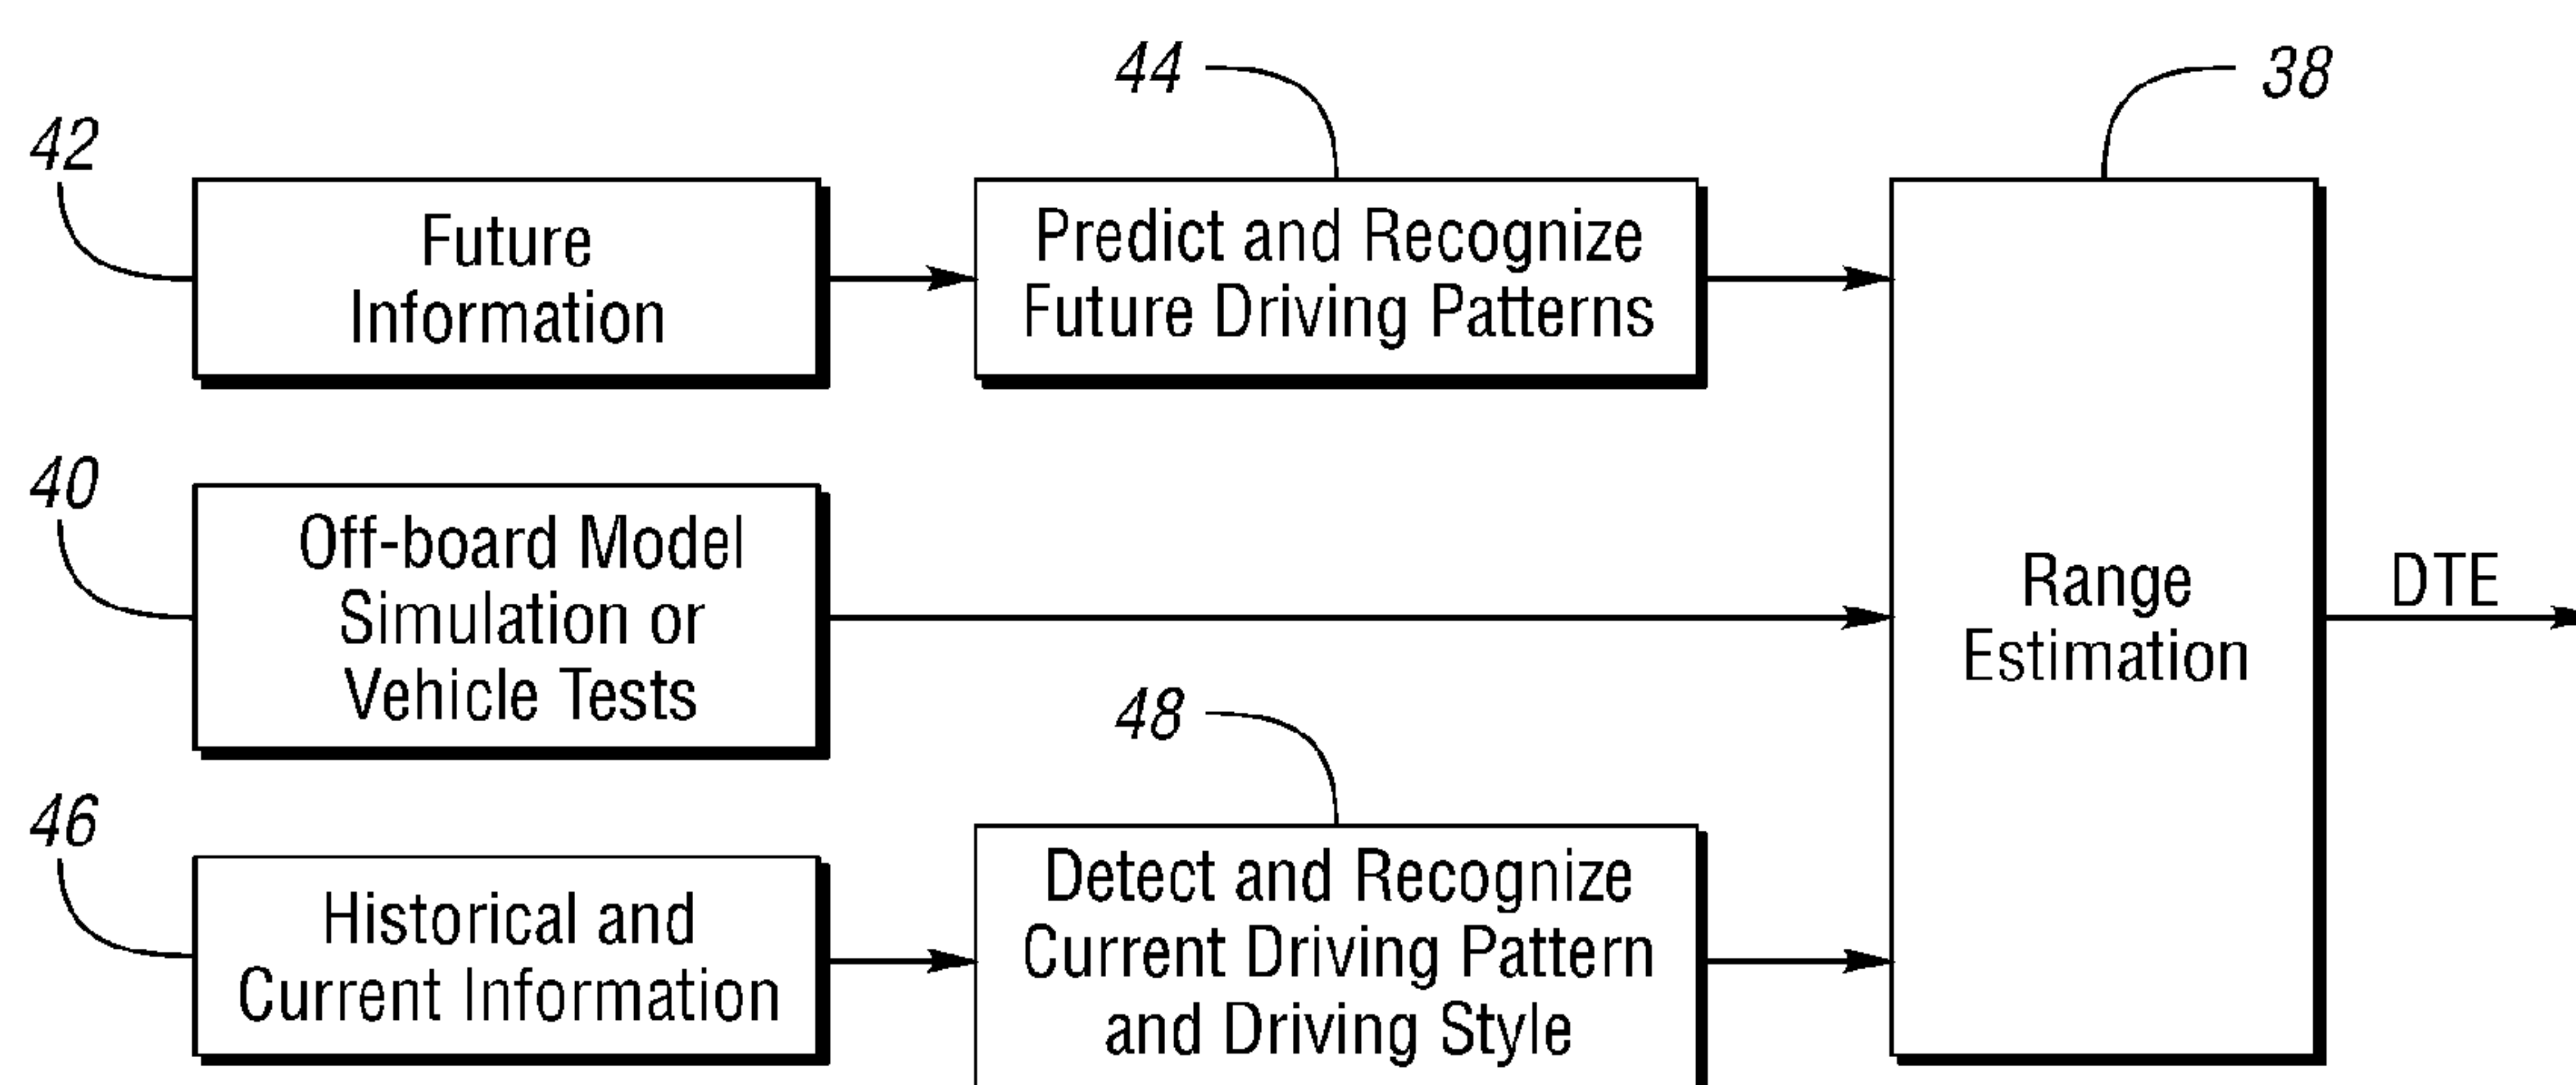 44
38
42
Future
Information
Predict and Recognize
Future Driving Patterns
40
Off-board Model
Simulation or
Vehicle Tests
Range
Estimation
DTE
48
46
Historical and
Current Information
Detect and Recognize
Current Driving Pattern
and Driving Style